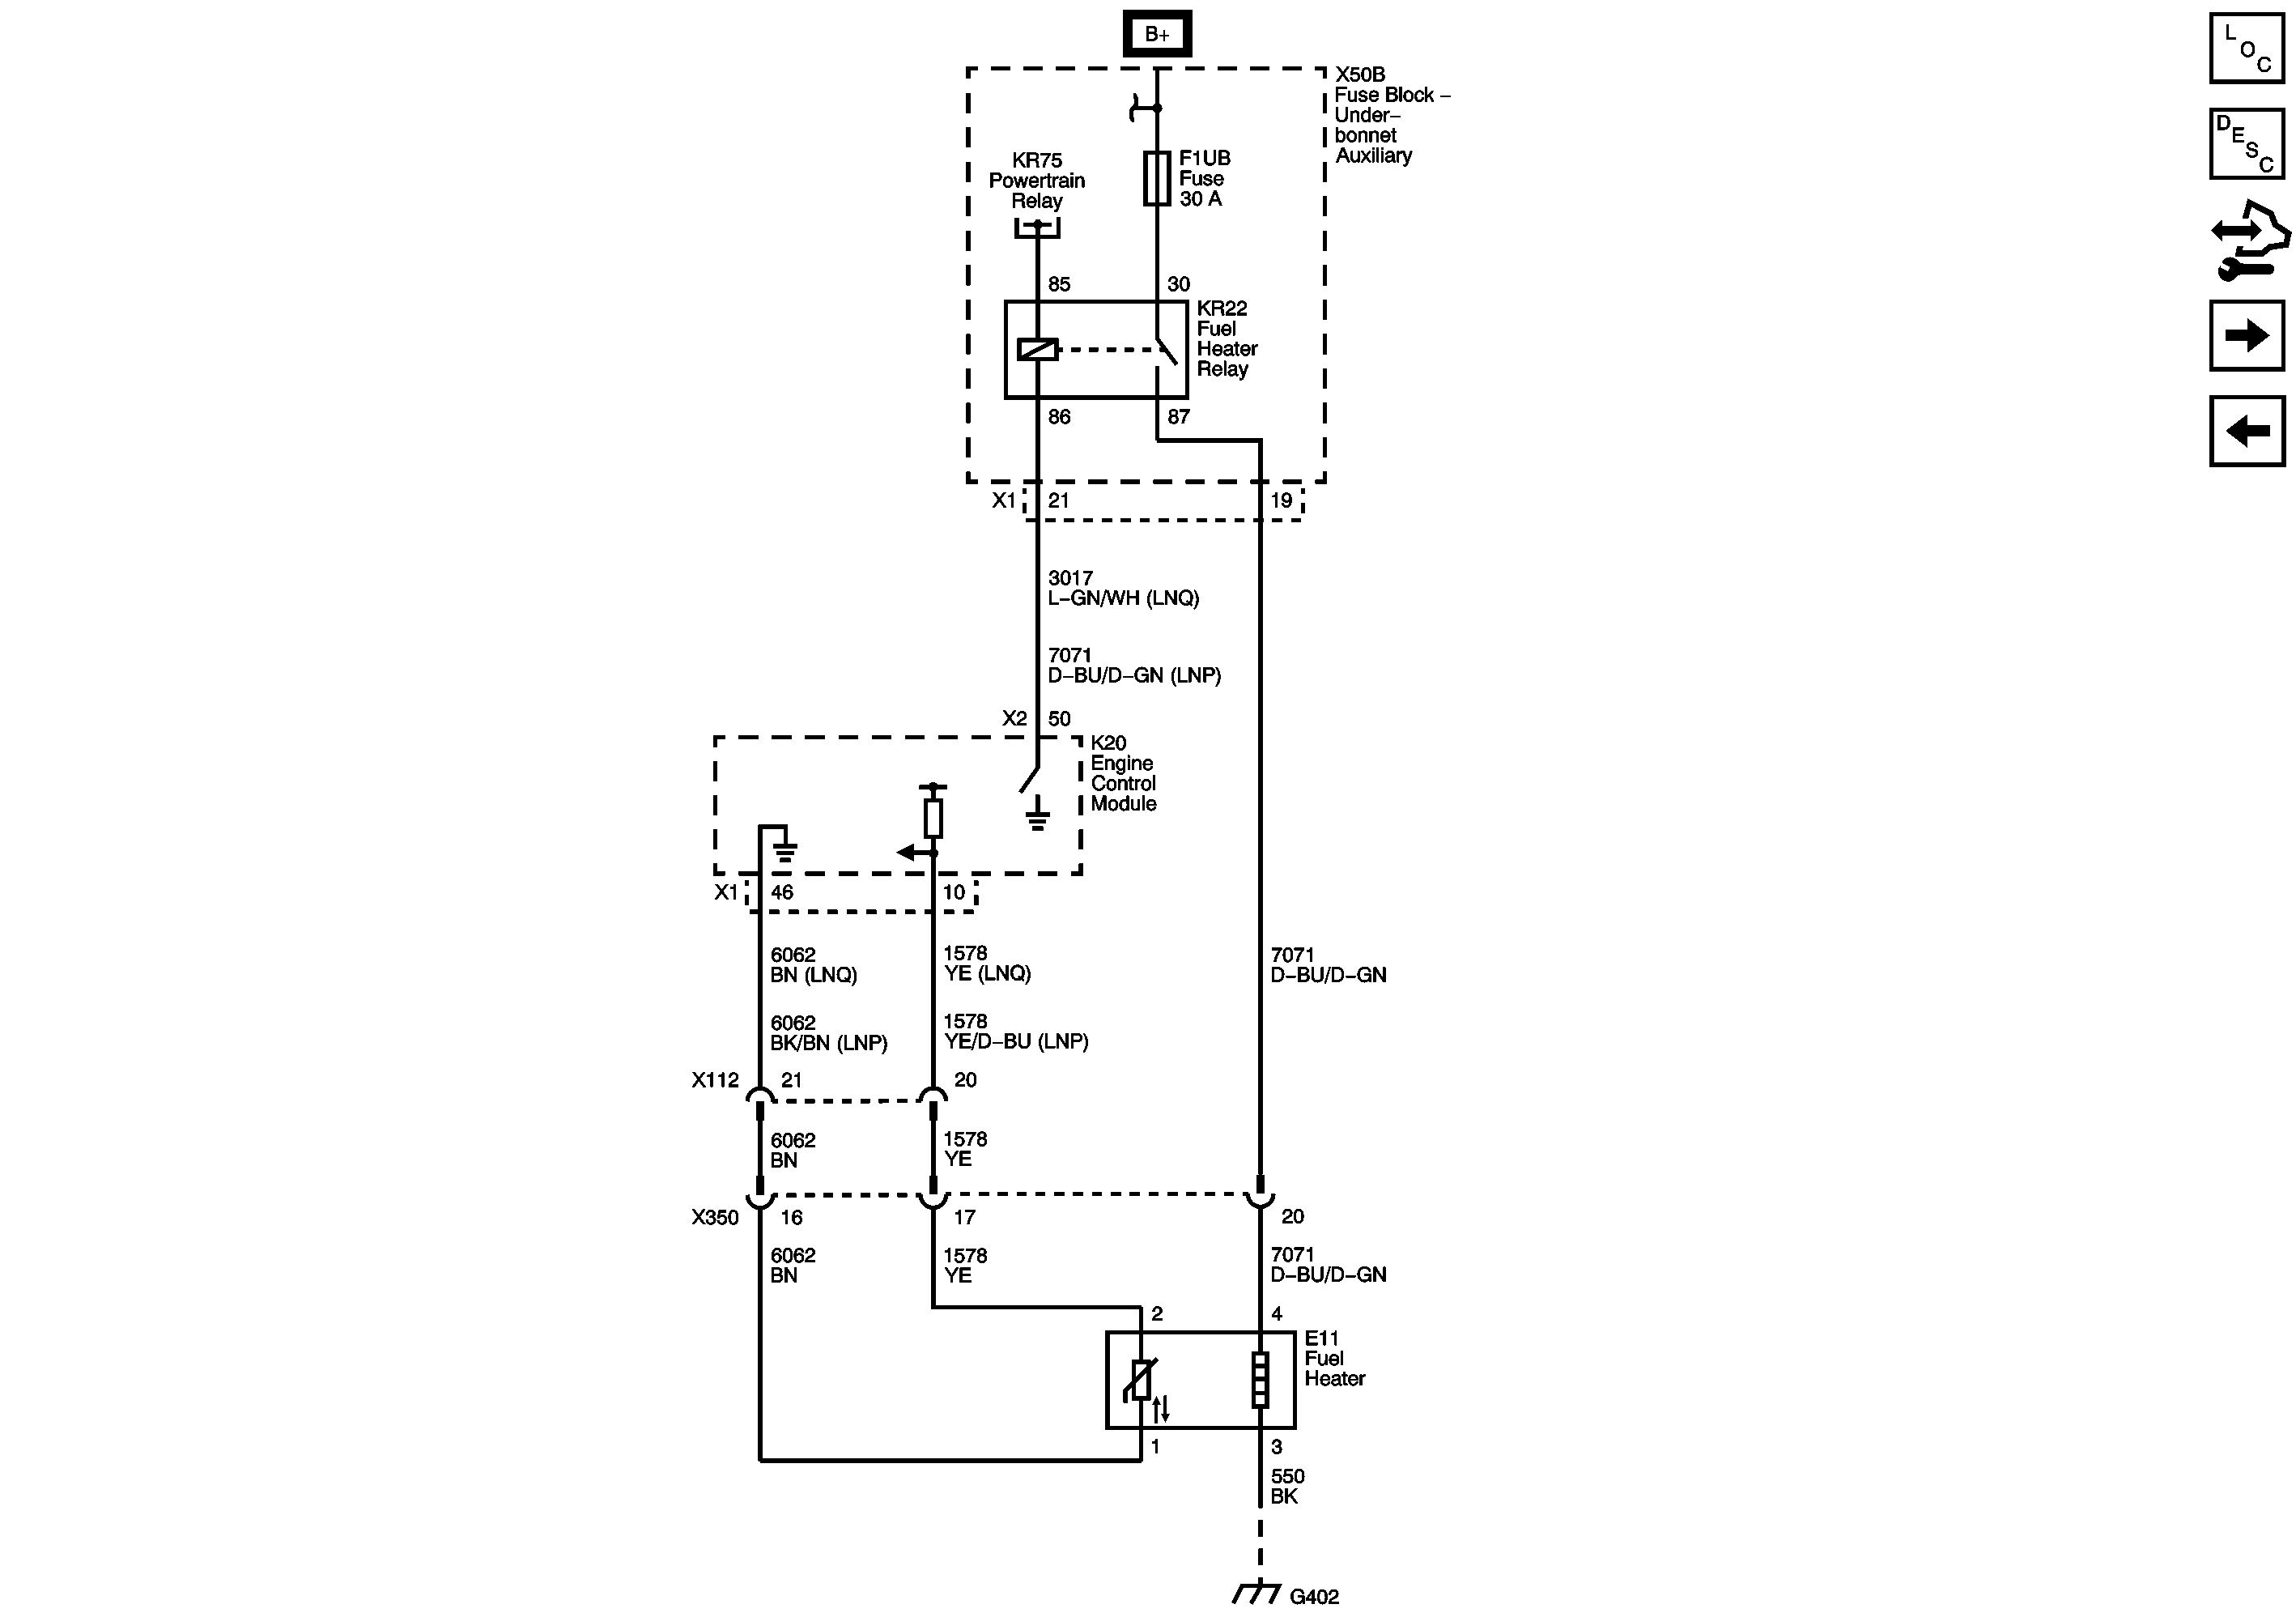 B+
L
O
C
X50B
Fuse Block –
Under–
bonnet
Auxiliary
D
E
S
C
KR75
Powertrain
Relay
F1UB
Fuse
30 A
85
30
KR22
Fuel
Heater
Relay
86
87
X1
21
19
3017
L–GN/WH (LNQ)
7071
D–BU/D–GN (LNP)
X2
50
K20
Engine
Control
Module
X1
46
10
6062
BN (LNQ)
1578
YE (LNQ)
7071
D–BU/D–GN
6062
BK/BN (LNP)
1578
YE/D–BU (LNP)
X112
21
20
6062
BN
1578
YE
X350
16
17
20
6062
BN
1578
YE
7071
D–BU/D–GN
2
4
E11
Fuel
Heater
1
3
550
BK
G402